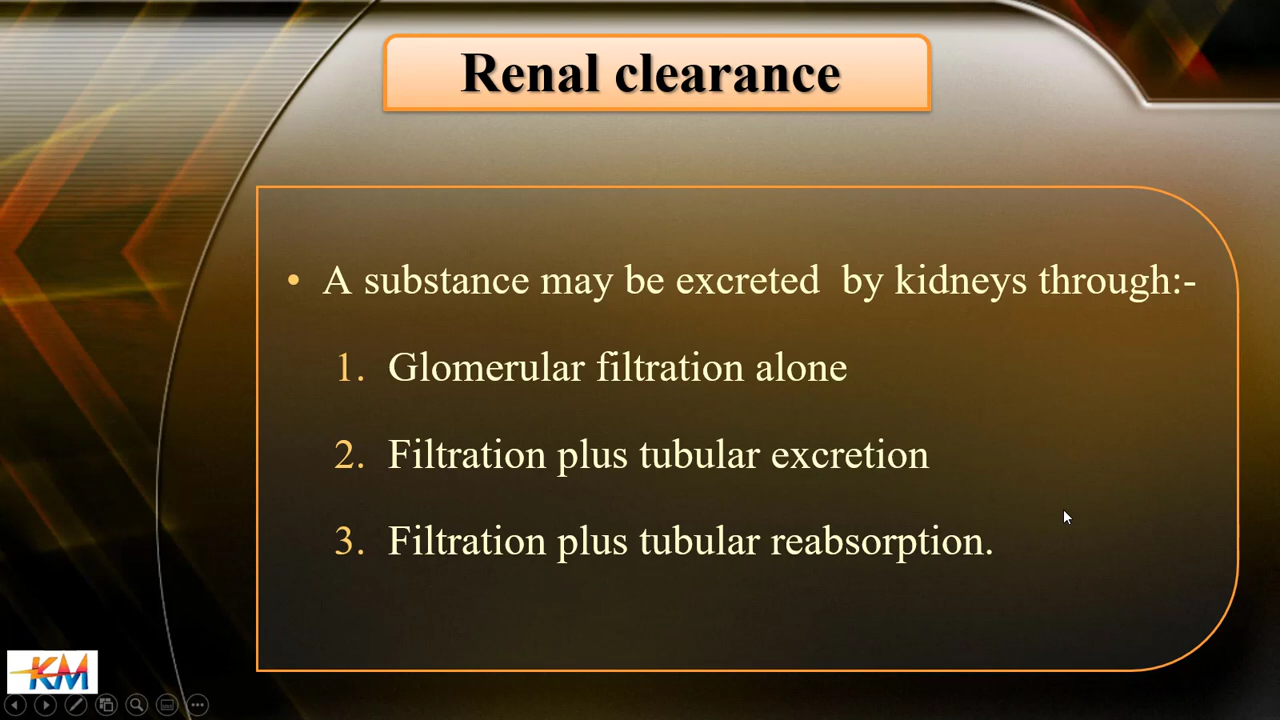 Renal clearance
• A substance may be excreted  by kidneys through:-
1. Glomerular filtration alone
2. Filtration plus tubular excretion
3. Filtration plus tubular reabsorption.
KM